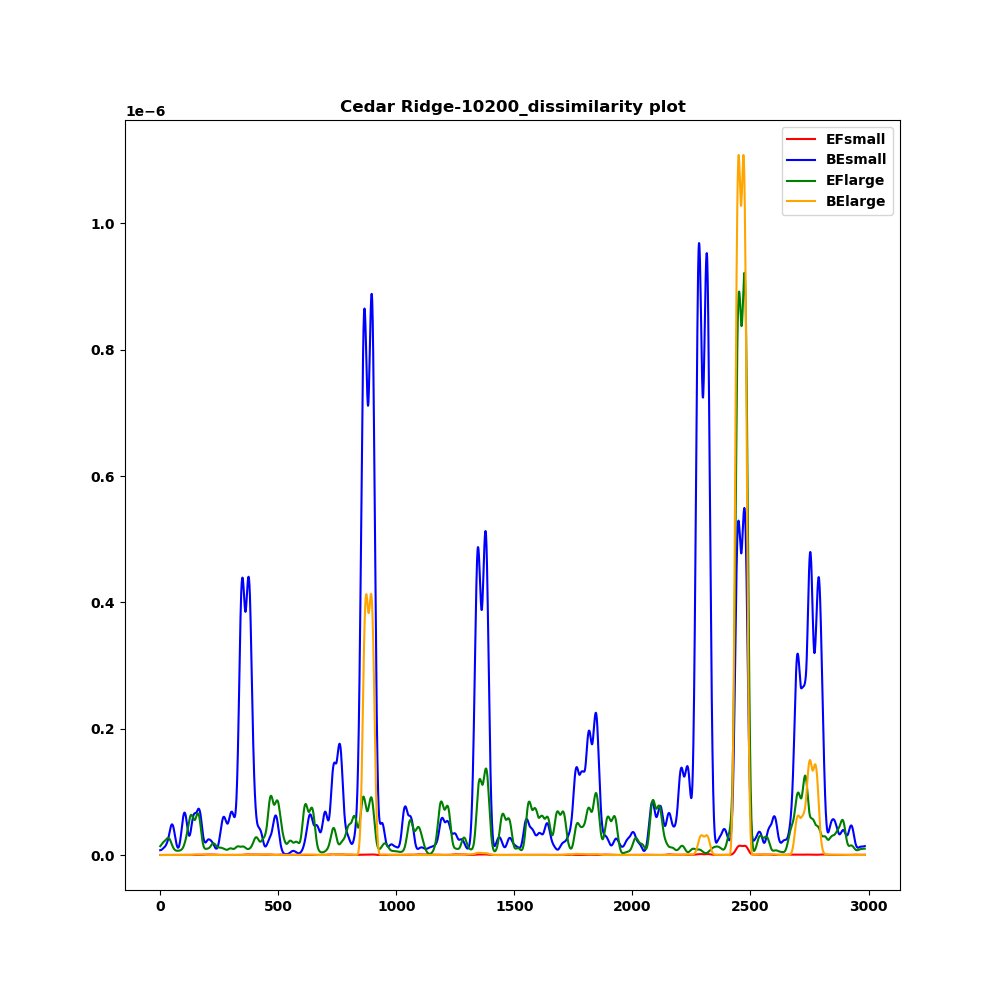 Cedar Ridge-10200_dissimilarity plot
1e−6
EFsmall
BEsmall
EFlarge
BElarge
1.0
0.8
0.6
0.4
0.2
0.0
0 500 1000 1500 2000 2500 3000